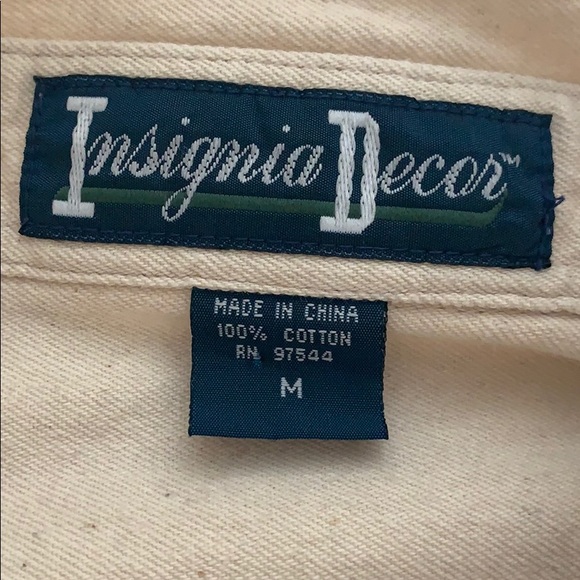 Insignia Decor™
MADE IN CHINA
100% COTTON
RN 97544
M